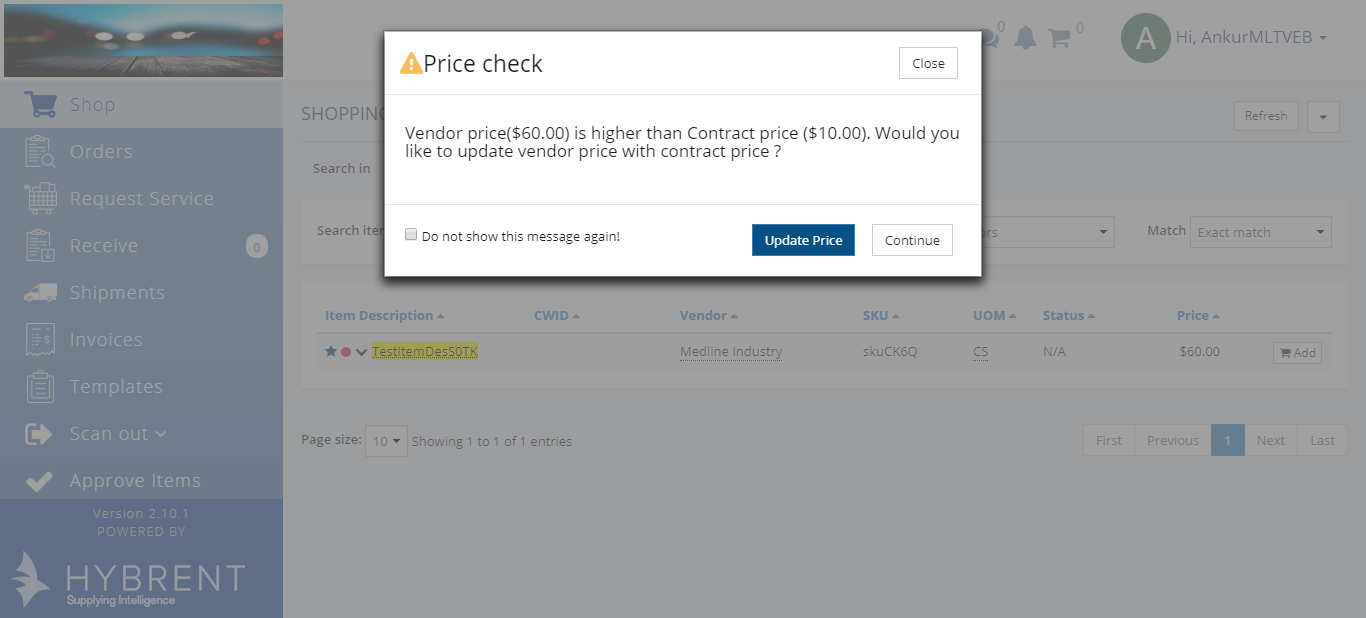 0
0
A
Hi, AnkurMLTVEB
Price check
Close
Vendor price($60.00) is higher than Contract price ($10.00). Would you
like to update vendor price with contract price ?
Do not show this message again!
Update Price
Continue
Shop
Orders
Request Service
Receive
0
Shipments
Invoices
Templates
Scan out
Approve Items
Version 2.10.1
POWERED BY
HYBRENT
Supplying Intelligence
SHOPPING
Refresh
Search in
Search item
ors
Match
Exact match
Item Description
CWID
Vendor
SKU
UOM
Status
Price
TestItemDesS0TK
Medline Industry
skuCK6Q
CS
N/A
$60.00
Add
Page size:
10
Showing 1 to 1 of 1 entries
First
Previous
1
Next
Last